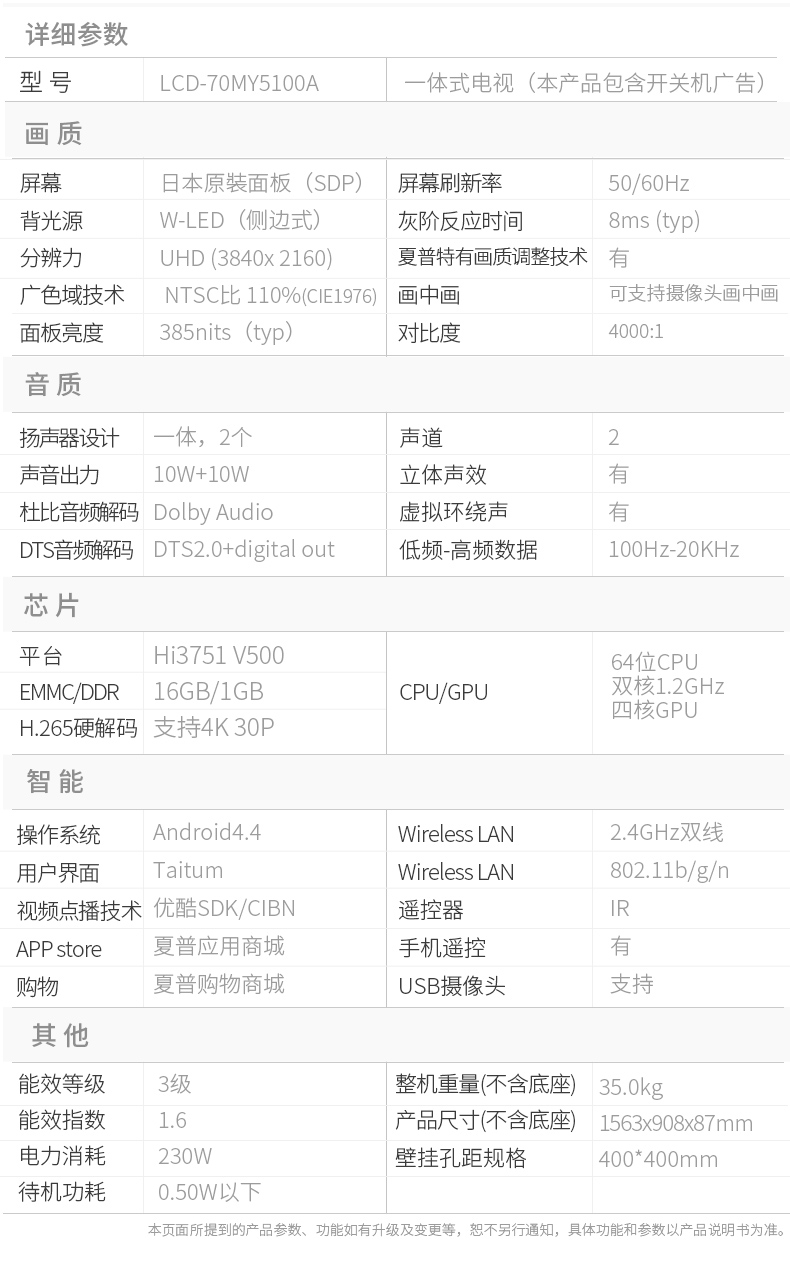 详细参数
型 号 LCD-70MY5100A 一体式电视（本产品包含开关机广告）
画 质
屏幕 日本原裝面板（SDP） 屏幕刷新率 50/60Hz
背光源 W-LED（侧边式） 灰阶反应时间 8ms (typ)
分辨力 UHD (3840x 2160) 夏普特有画质调整技术 有
广色域技术 NTSC比 110%(CIE1976) 画中画 可支持摄像头画中画
面板亮度 385nits（typ） 对比度 4000:1
音 质
扬声器设计 一体，2个 声道 2
声音出力 10W+10W 立体声效 有
杜比音频解码 Dolby Audio 虚拟环绕声 有
DTS音频解码 DTS2.0+digital out 低频-高频数据 100Hz-20KHz
芯 片
平台 Hi3751 V500
EMMC/DDR 16GB/1GB
H.265硬解码 支持4K 30P
CPU/GPU
64位CPU
双核1.2GHz
四核GPU
智 能
操作系统 Android4.4 Wireless LAN 2.4GHz双线
用户界面 Taitum Wireless LAN 802.11b/g/n
视频点播技术 优酷SDK/CIBN 遥控器 IR
APP store 夏普应用商城 手机遥控 有
购物 夏普购物商城 USB摄像头 支持
其 他
能效等级 3级 整机重量(不含底座) 35.0kg
能效指数 1.6 产品尺寸(不含底座) 1563x908x87mm
电力消耗 230W 壁挂孔距规格 400*400mm
待机功耗 0.50W以下
本页面所提到的产品参数、功能如有升级及变更等，恕不另行通知，具体功能和参数以产品说明书为准。